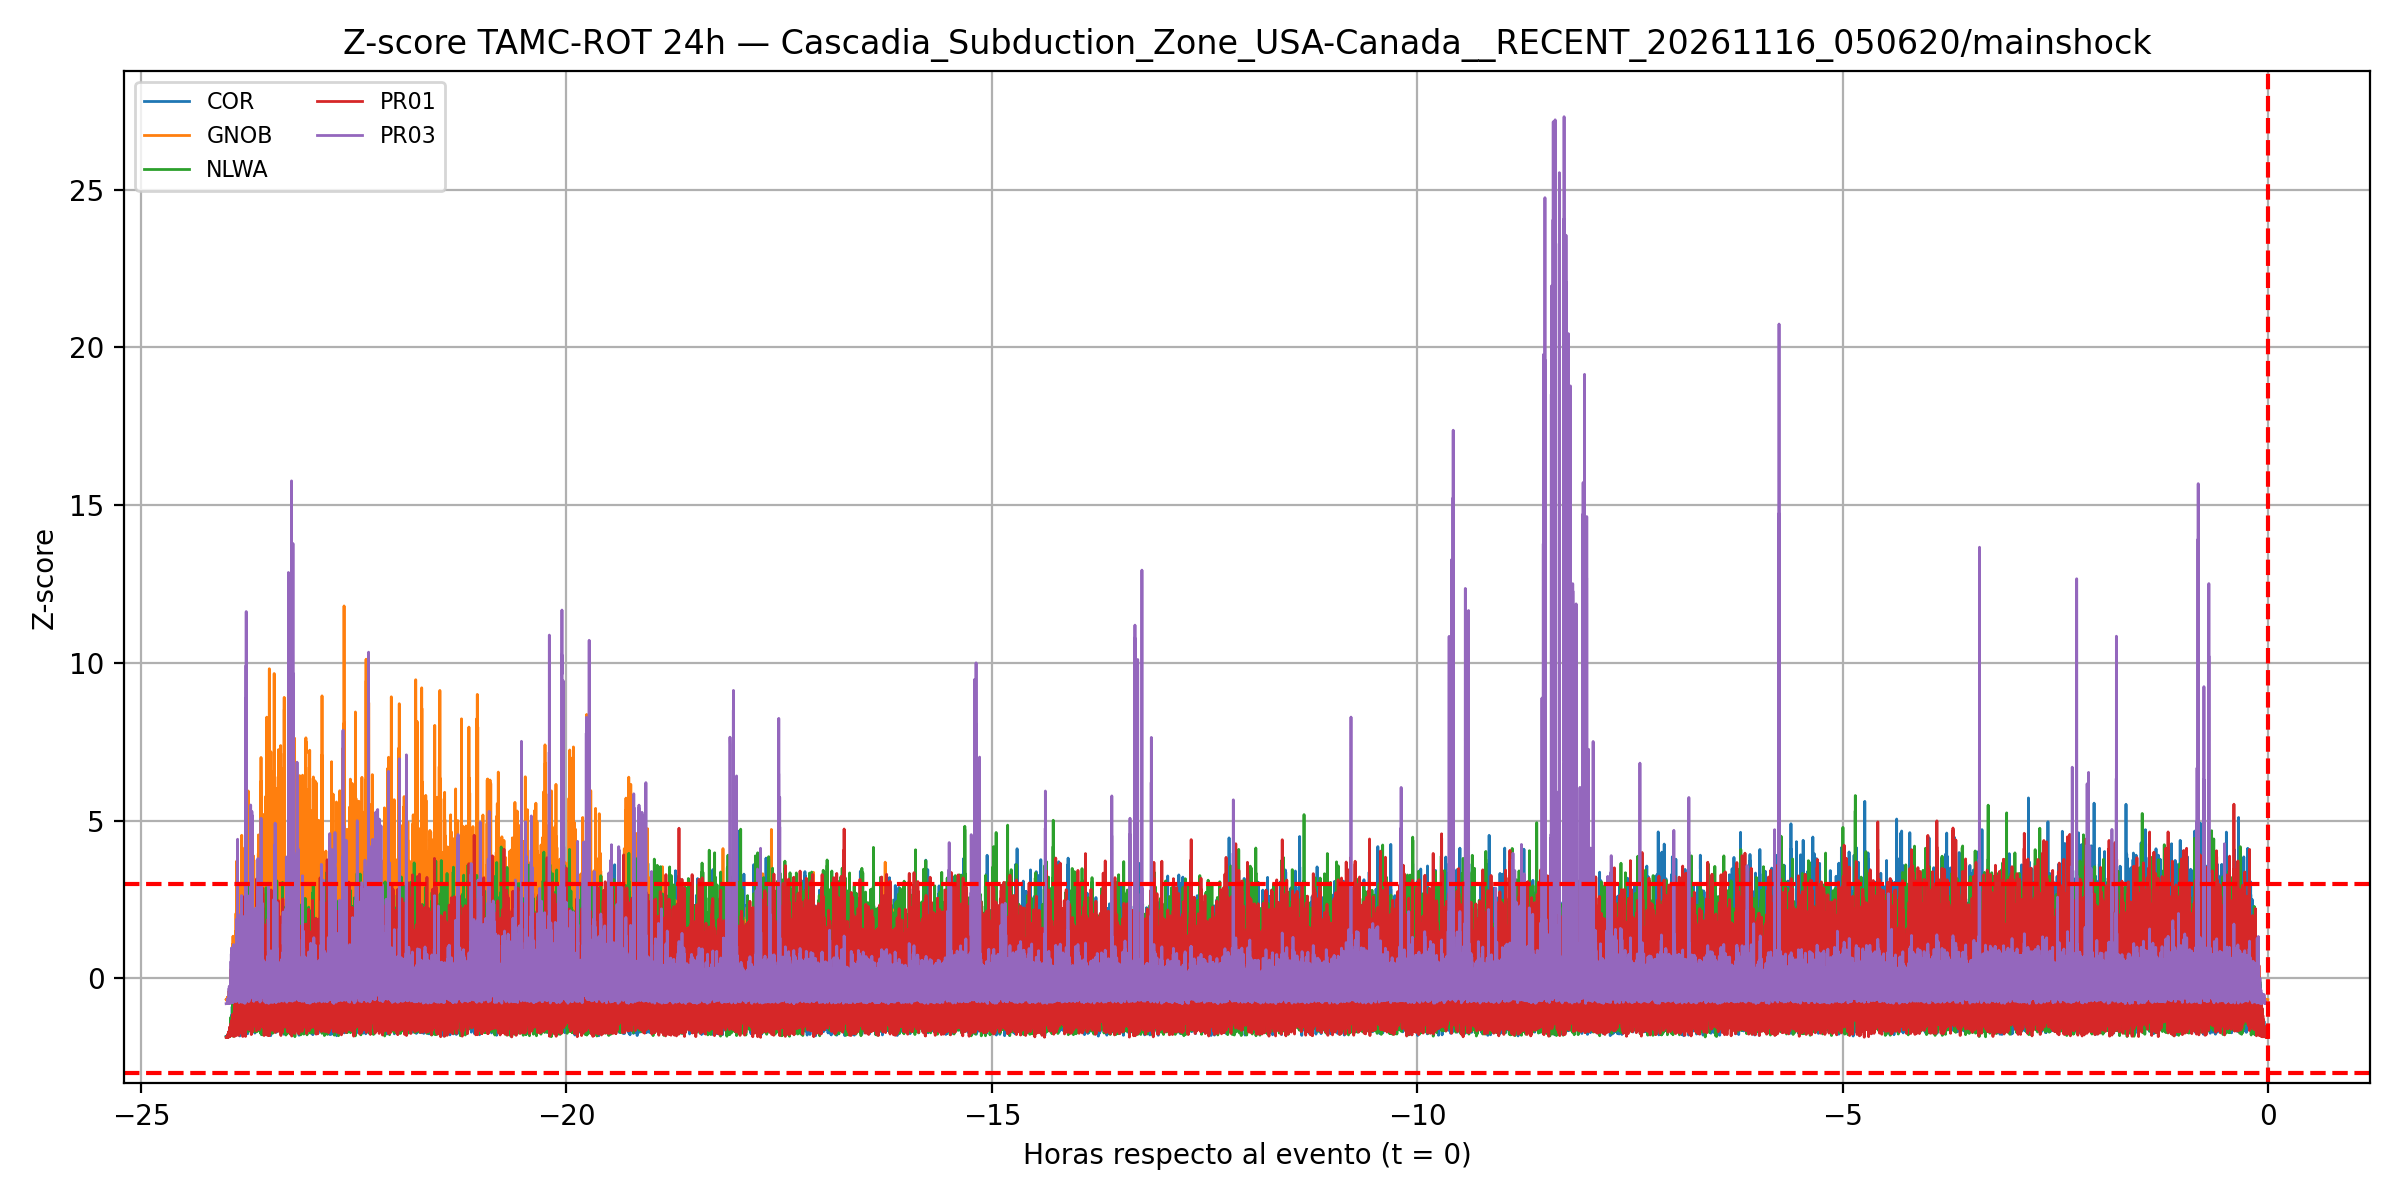 Z-score TAMC-ROT 24h — Cascadia_Subduction_Zone_USA-Canada__RECENT_20261116_050620/mainshock
COR
GNOB
NLWA
PR01
PR03
Z-score
25
20
15
10
5
0
−25
−20
−15
−10
−5
0
Horas respecto al evento (t = 0)